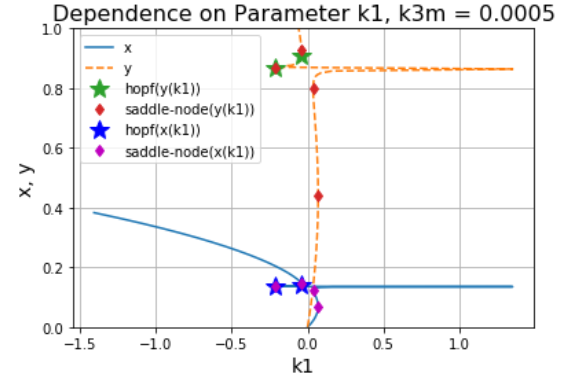 Dependence on Parameter k1, k3m = 0.0005
1.0
0.8
0.6
0.4
0.2
0.0
x, y
x
y
hopf(y(k1))
saddle-node(y(k1))
hopf(x(k1))
saddle-node(x(k1))
−1.5
−1.0
−0.5
0.0
0.5
1.0
k1